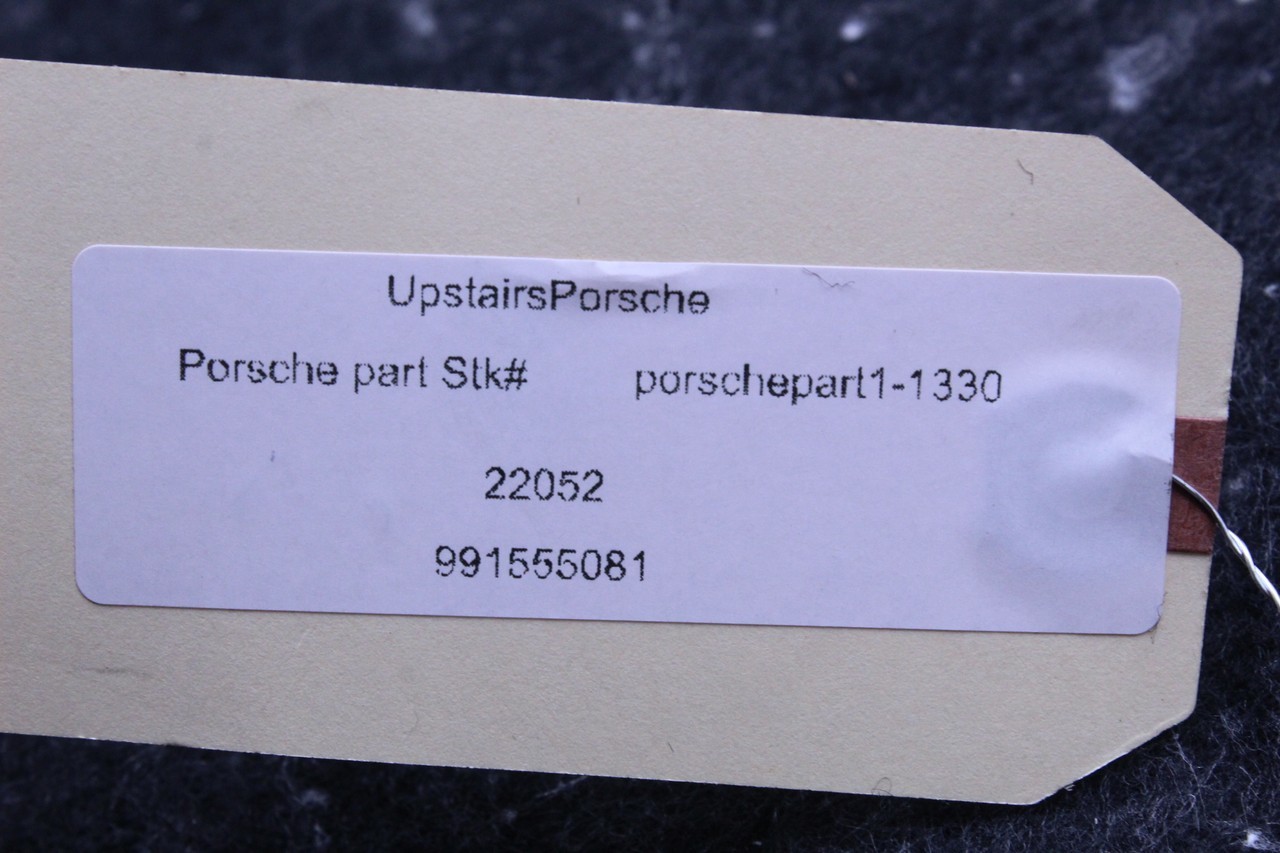 UpstairsPorsche
Porsche part Stk# porschepart1-1330
22052
991555081